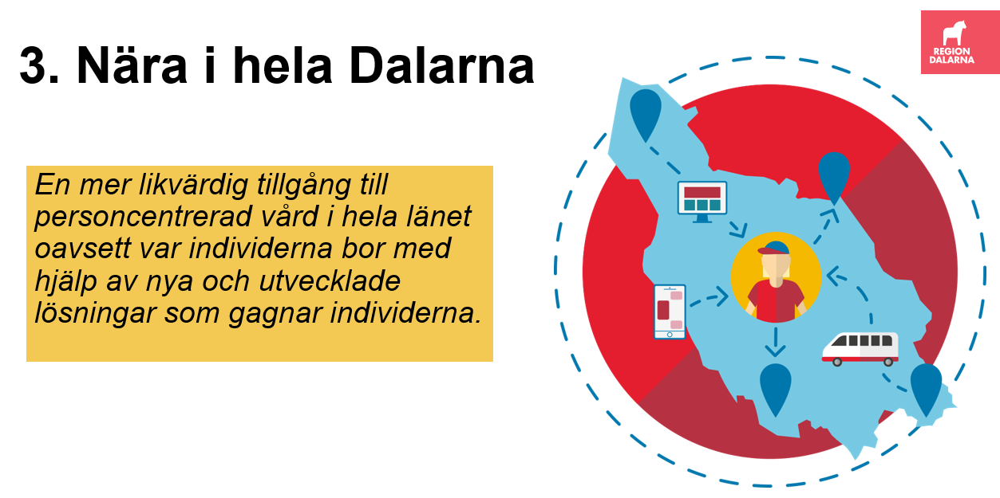 3. Nära i hela Dalarna
REGION
DALARNA
En mer likvärdig tillgång till
personcentrerad vård i hela länet
oavsett var individerna bor med
hjälp av nya och utvecklade
lösningar som gagnar individerna.